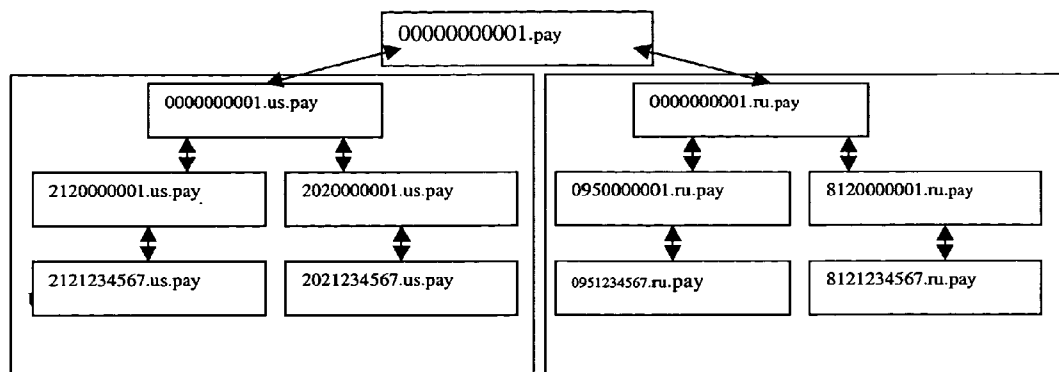 00000000001.pay
0000000001.us.pay
0000000001.ru.pay
2120000001.us.pay
2020000001.us.pay
0950000001.ru.pay
8120000001.ru.pay
2121234567.us.pay
2021234567.us.pay
0951234567.ru.pay
8121234567.ru.pay